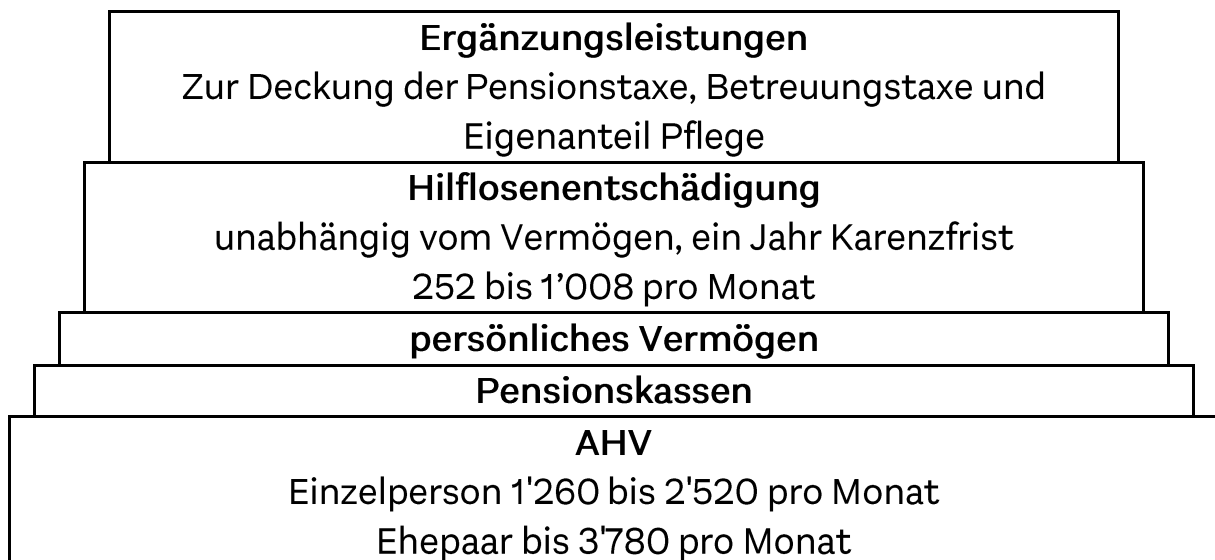 Ergänzungsleistungen
Zur Deckung der Pensionstaxe, Betreuungstaxe und
Eigenanteil Pflege
Hilflosenentschädigung
unabhängig vom Vermögen, ein Jahr Karenzfrist
252 bis 1’008 pro Monat
persönliches Vermögen
Pensionskassen
AHV
Einzelperson 1'260 bis 2'520 pro Monat
Ehepaar bis 3'780 pro Monat